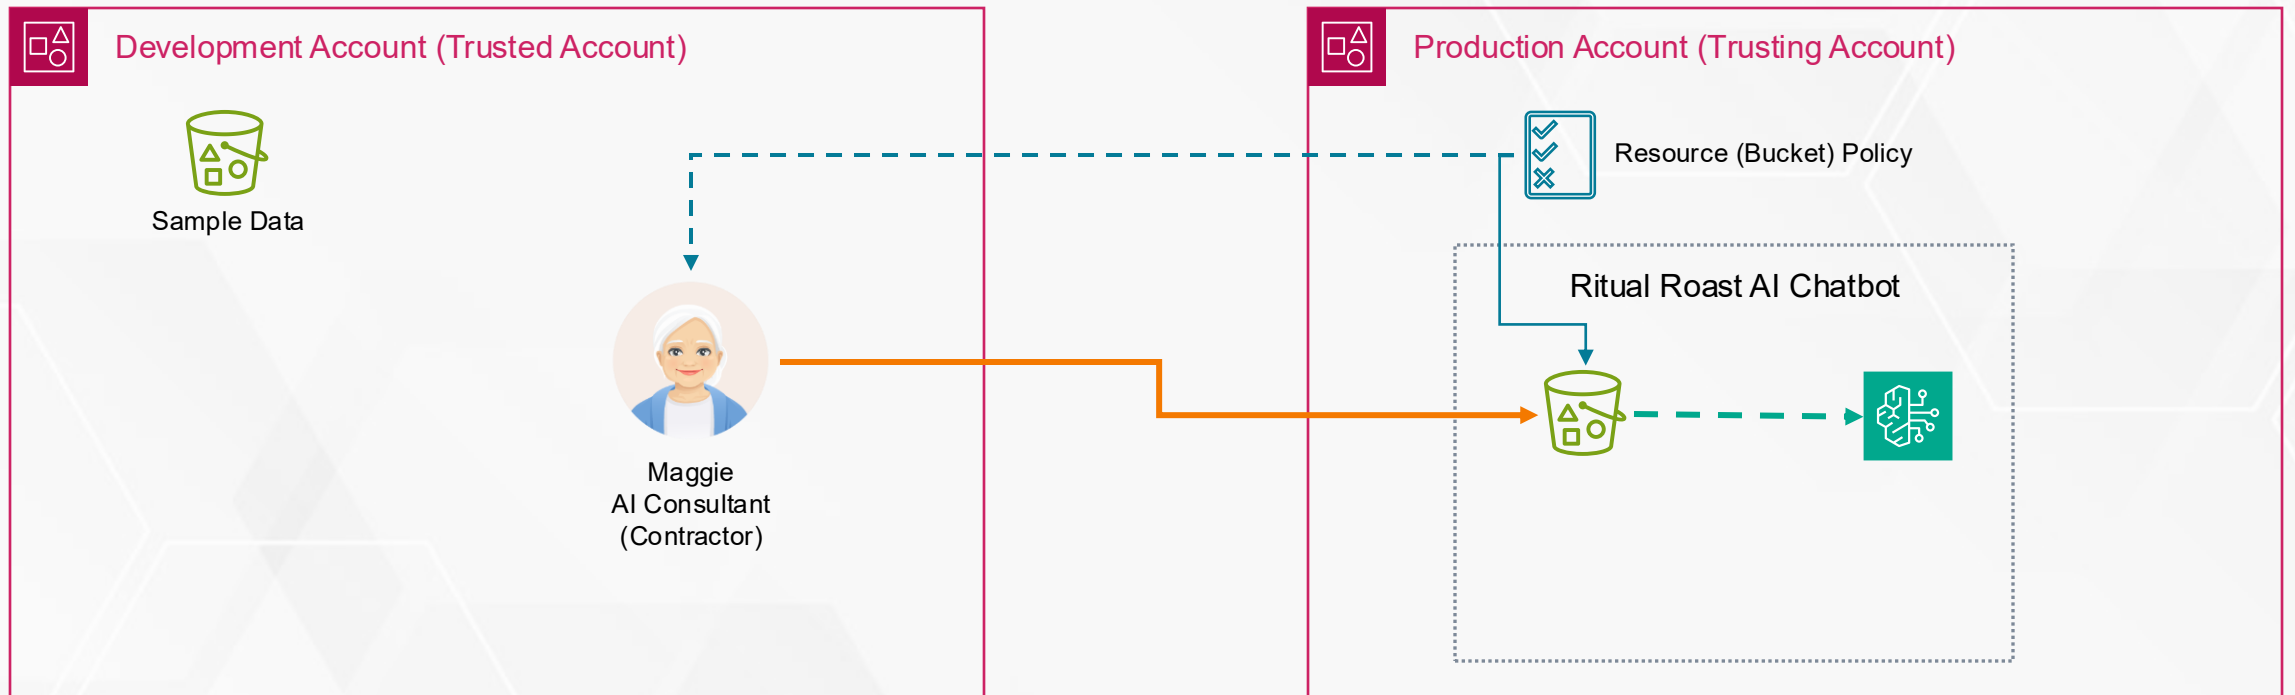 Development Account (Trusted Account)
Production Account (Trusting Account)
Resource (Bucket) Policy
Sample Data
Ritual Roast AI Chatbot
Maggie
AI Consultant
(Contractor)